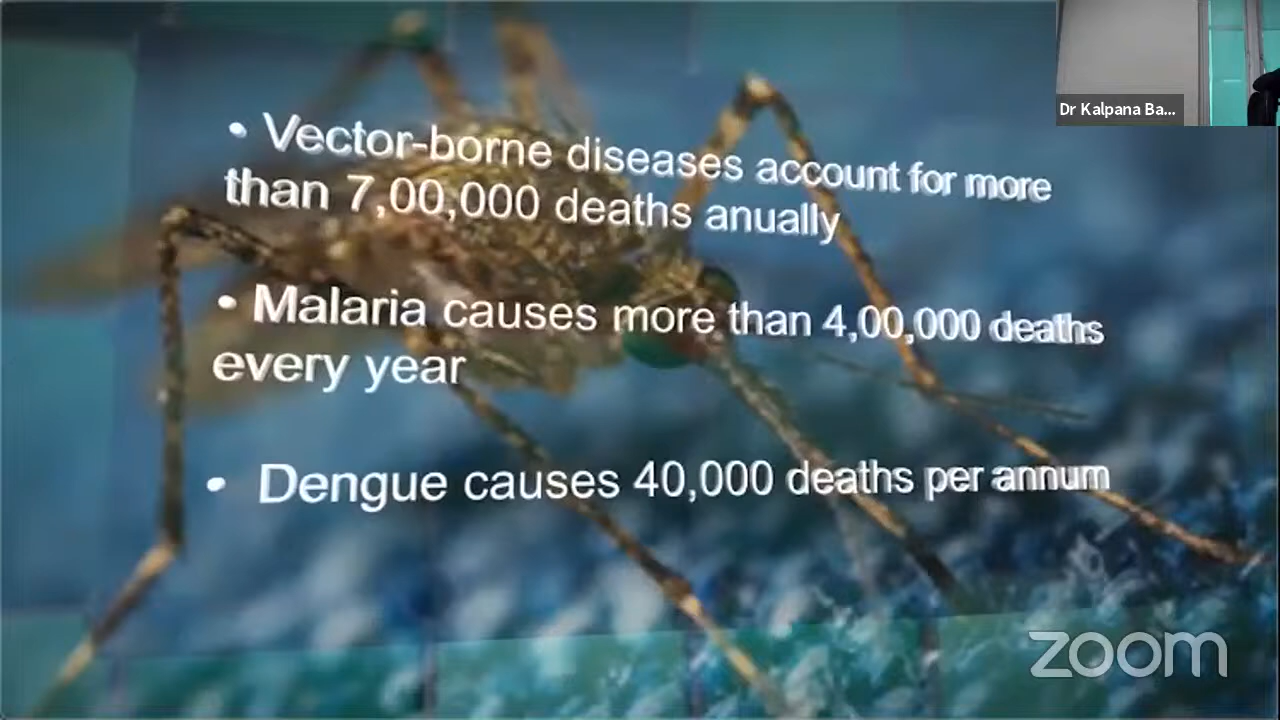 Dr Kalpana Ba...
• Vector-borne diseases account for more
than 7,00,000 deaths anually
• Malaria causes more than 4,00,000 deaths
every year
• Dengue causes 40,000 deaths per annum
zoom